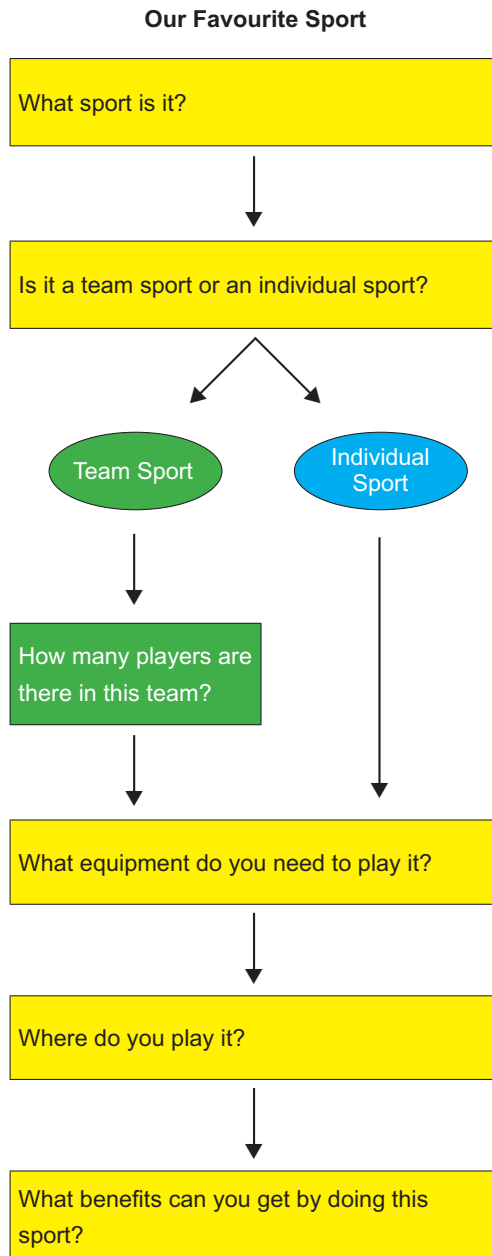 Our Favourite Sport
What sport is it?
Is it a team sport or an individual sport?
Team Sport
Individual
Sport
How many players are
there in this team?
What equipment do you need to play it?
Where do you play it?
What benefits can you get by doing this
sport?